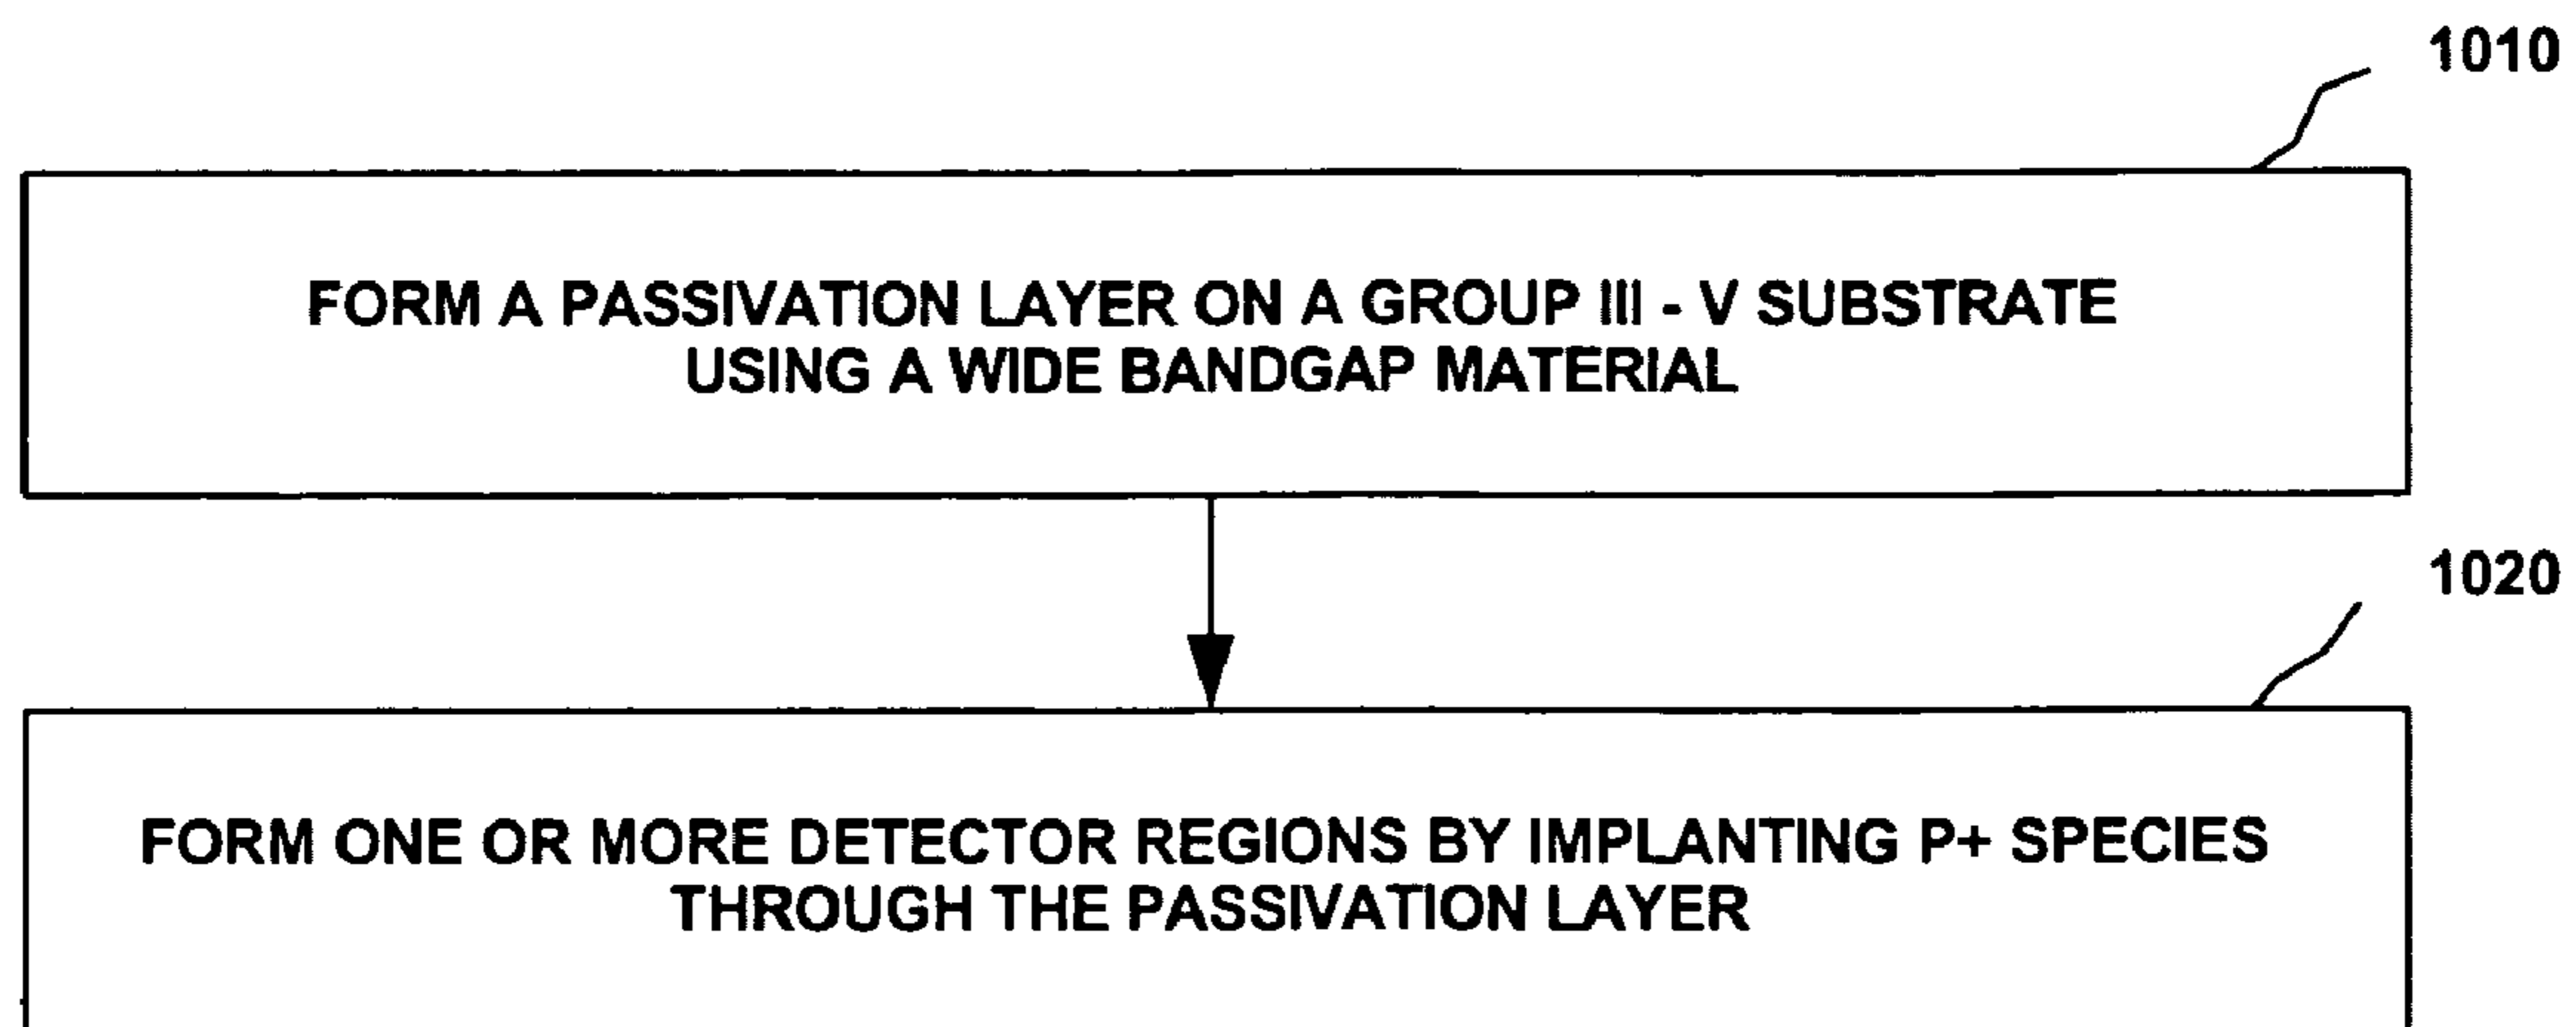 1010
FORM A PASSIVATION LAYER ON A GROUP III - V SUBSTRATE
USING A WIDE BANDGAP MATERIAL
1020
FORM ONE OR MORE DETECTOR REGIONS BY IMPLANTING P+ SPECIES
THROUGH THE PASSIVATION LAYER